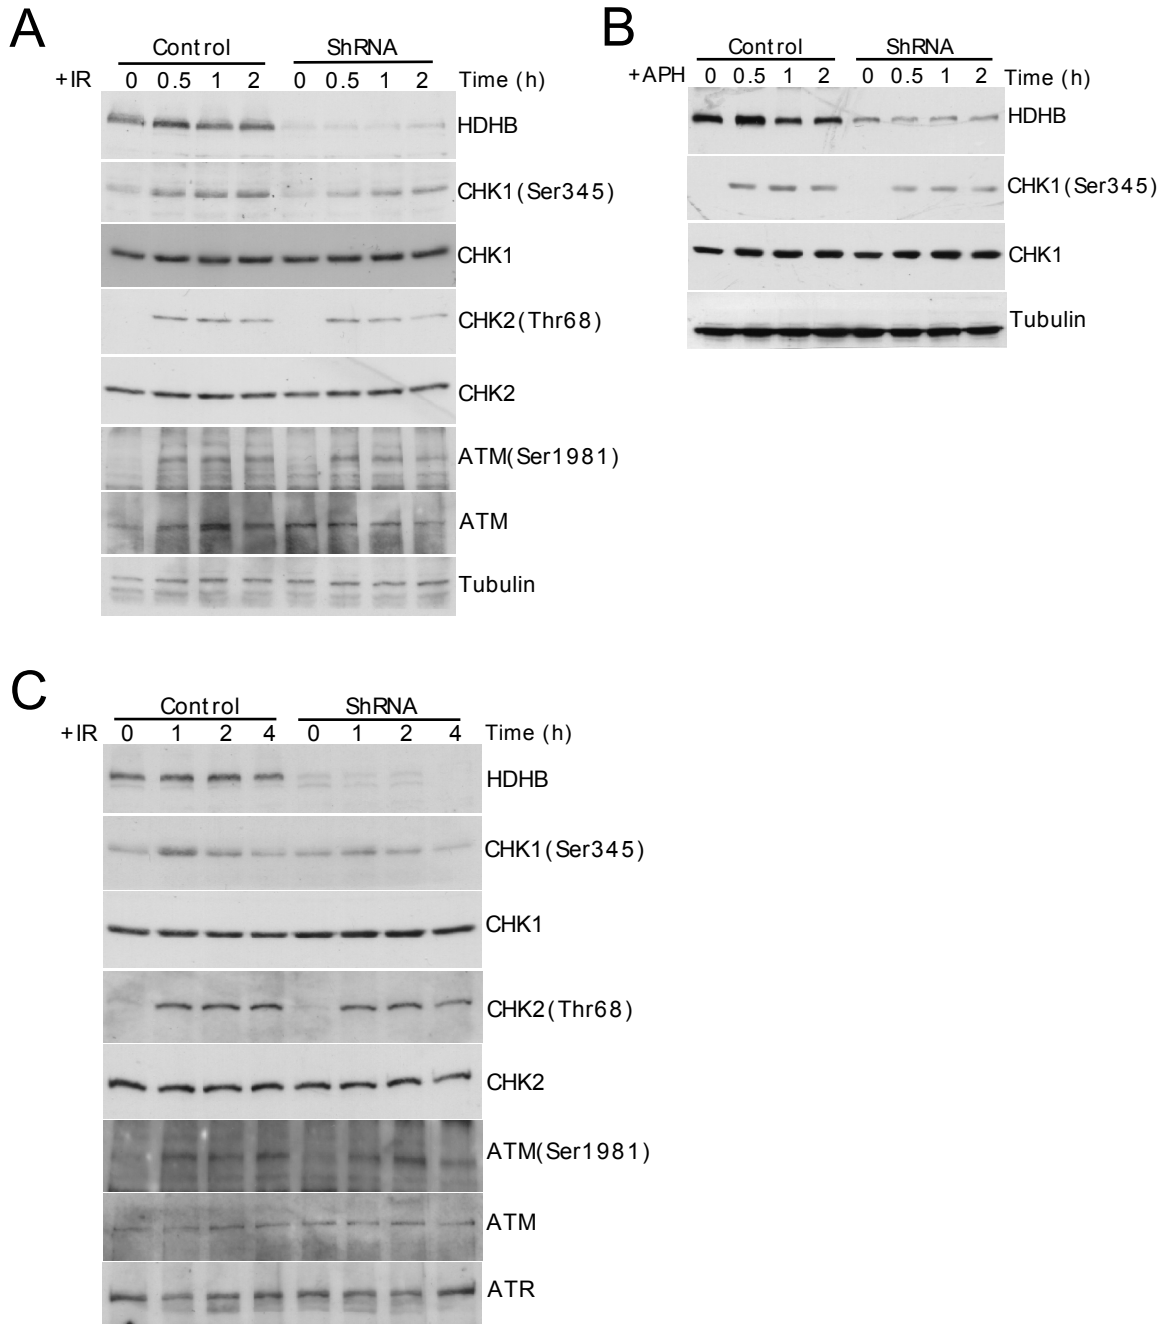 A
Control ShRNA
+IR 0 0.5 1 2 0 0.5 1 2 Time (h)
HDHB
CHK1(Ser345)
CHK1
CHK2(Thr68)
CHK2
ATM(Ser1981)
ATM
Tubulin
B
Control ShRNA
+APH 0 0.5 1 2 0 0.5 1 2 Time (h)
HDHB
CHK1(Ser345)
CHK1
Tubulin
C
Control ShRNA
+IR 0 1 2 4 0 1 2 4 Time (h)
HDHB
CHK1(Ser345)
CHK1
CHK2(Thr68)
CHK2
ATM(Ser1981)
ATM
ATR